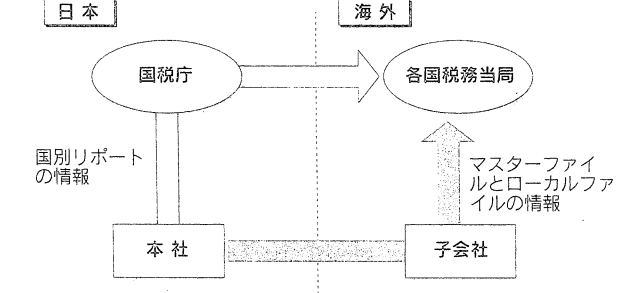 日本
海外
国税庁
各国税務当局
国別リポート
の情報
マスターファイ
ルとローカルファ
イルの情報
本社
子会社